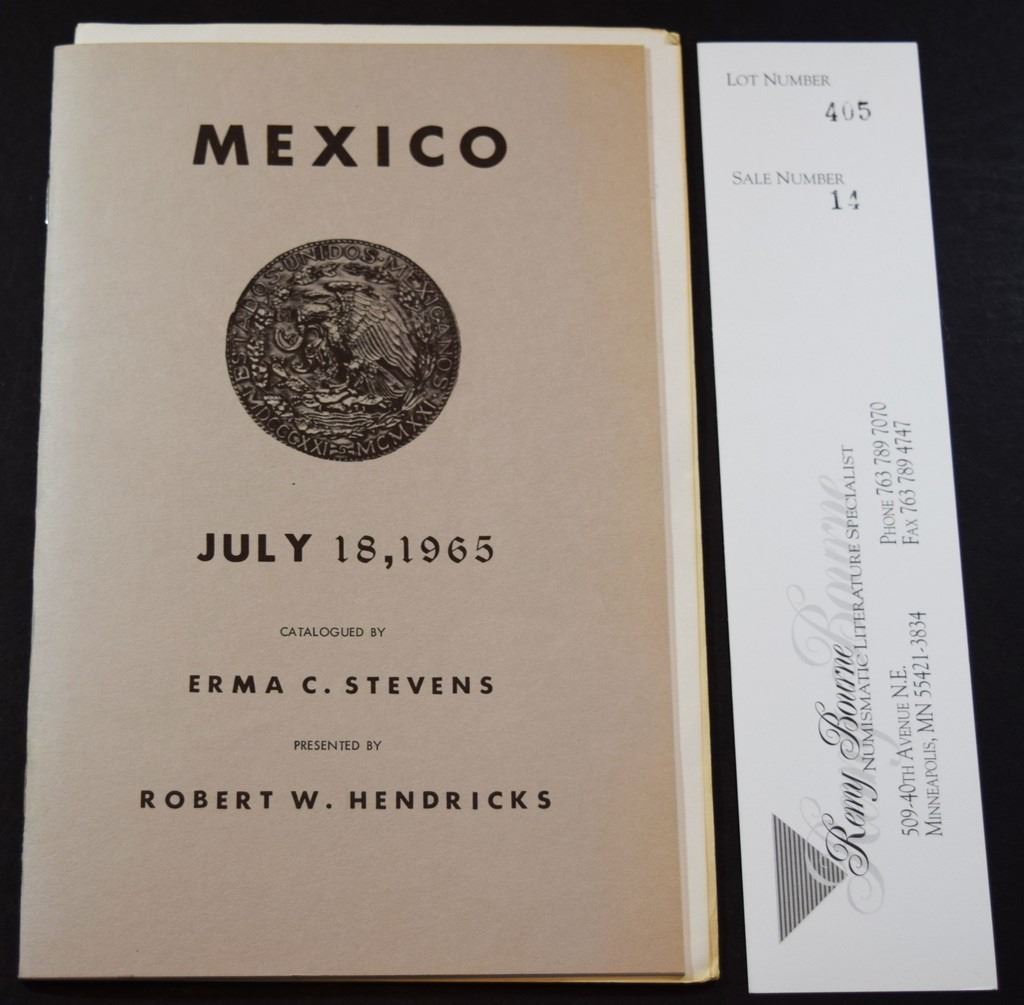 MEXICO
ESTADOS UNIDOS MEXICANOS
MDCCCXXI - MCMXXI
JULY 18,1965
CATALOGUED BY
ERMA C. STEVENS
PRESENTED BY
ROBERT W. HENDRICKS
LOT NUMBER
405
SALE NUMBER
14
Remy Bourne
NUMISMATIC LITERATURE SPECIALIST
509-40TH AVENUE N.E.
MINNEAPOLIS, MN 55421-3834
PHONE 763 789 7070
FAX 763 789 4747